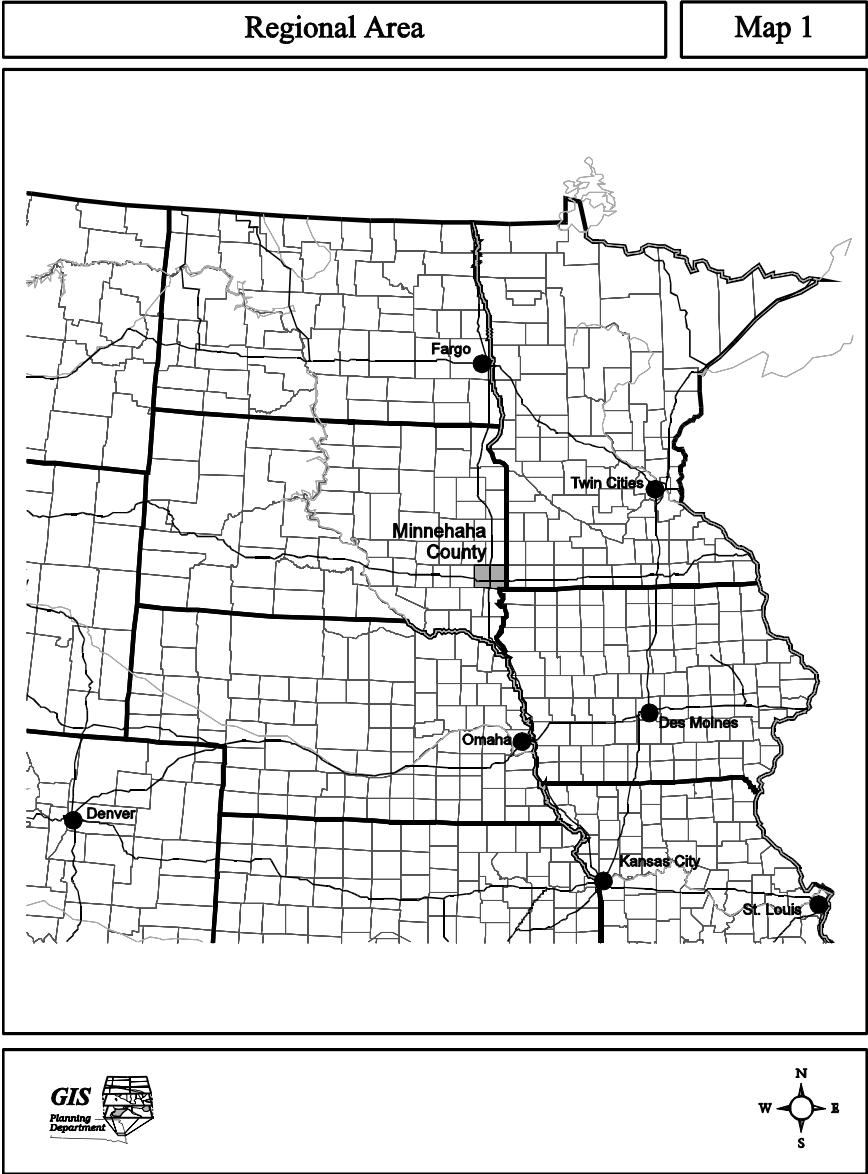 Regional Area
Map 1
Fargo
Twin Cities
Minnehaha
County
Des Moines
Omaha
Denver
Kansas City
St. Louis
GIS
Planning
Department
N
W
E
S